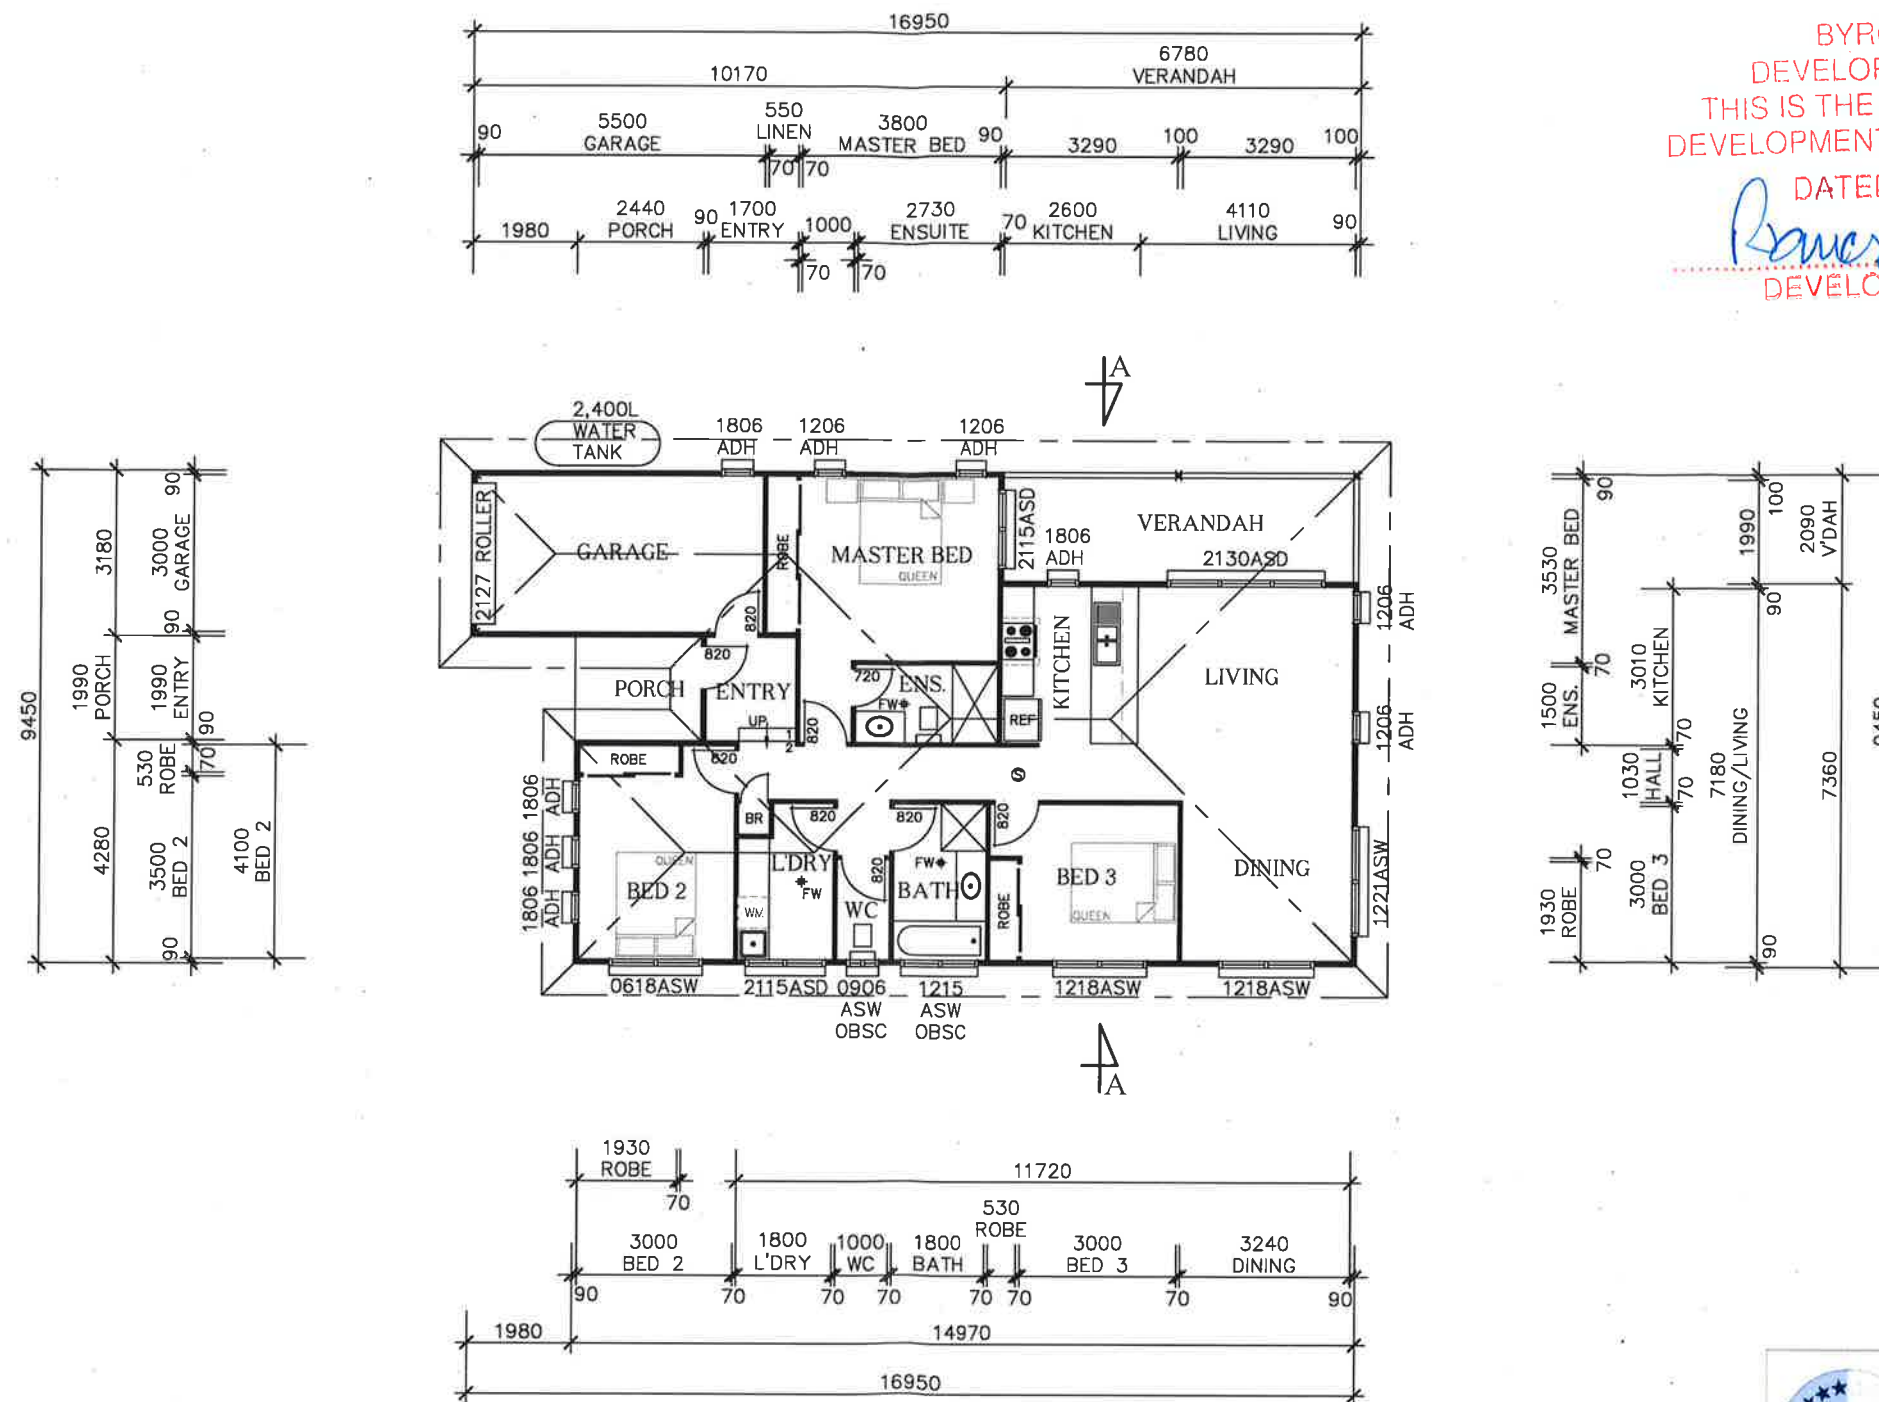 16950
10170
6780
VERANDAH
90
5500
GARAGE
550
LINEN
70
70
3800
MASTER BED
90
3290
100
3290
100
1980
2440
PORCH
90
1700
ENTRY
1000
70
70
2730
ENSUITE
70
2600
KITCHEN
4110
LIVING
90
DEVELOP
THIS IS THE
DEVELOPMENT
A
2,400L
WATER
TANK
1806
ADH
1206
ADH
1206
ADH
2127 ROLLER
GARAGE
ROBE
MASTER BED
QUEEN
2115ASD
VERANDAH
1806
ADH
2130ASD
1206
ADH
820
820
PORCH
ENTRY
UP
1
2
820
720
ENS.
FW
KITCHEN
REF
LIVING
1206
ADH
ROBE
820
1806
ADH
1806
ADH
1806
ADH
BR
820
820
820
820
QUEEN
BED 2
L'DRY
FW
WM
WC
FW
BATH
ROBE
BED 3
QUEEN
DINING
1221ASW
S
0618ASW
2115ASD
0906
ASW
OBSC
1215
ASW
OBSC
1218ASW
1218ASW
A
9450
3180
1990
PORCH
4280
90
3000
GARAGE
90
1990
ENTRY
90
530
ROBE
70
3500
BED 2
90
4100
BED 2
90
3530
MASTER BED
70
1500
ENS.
70
1930
ROBE
3010
KITCHEN
70
1030
HALL
70
3000
BED 3
100
1990
90
7180
DINING/LIVING
90
2090
V'DAH
7360
1930
ROBE
70
11720
530
ROBE
3000
BED 2
1800
L'DRY
1000
WC
1800
BATH
3000
BED 3
3240
DINING
90
70
70
70
70
70
70
90
1980
14970
16950